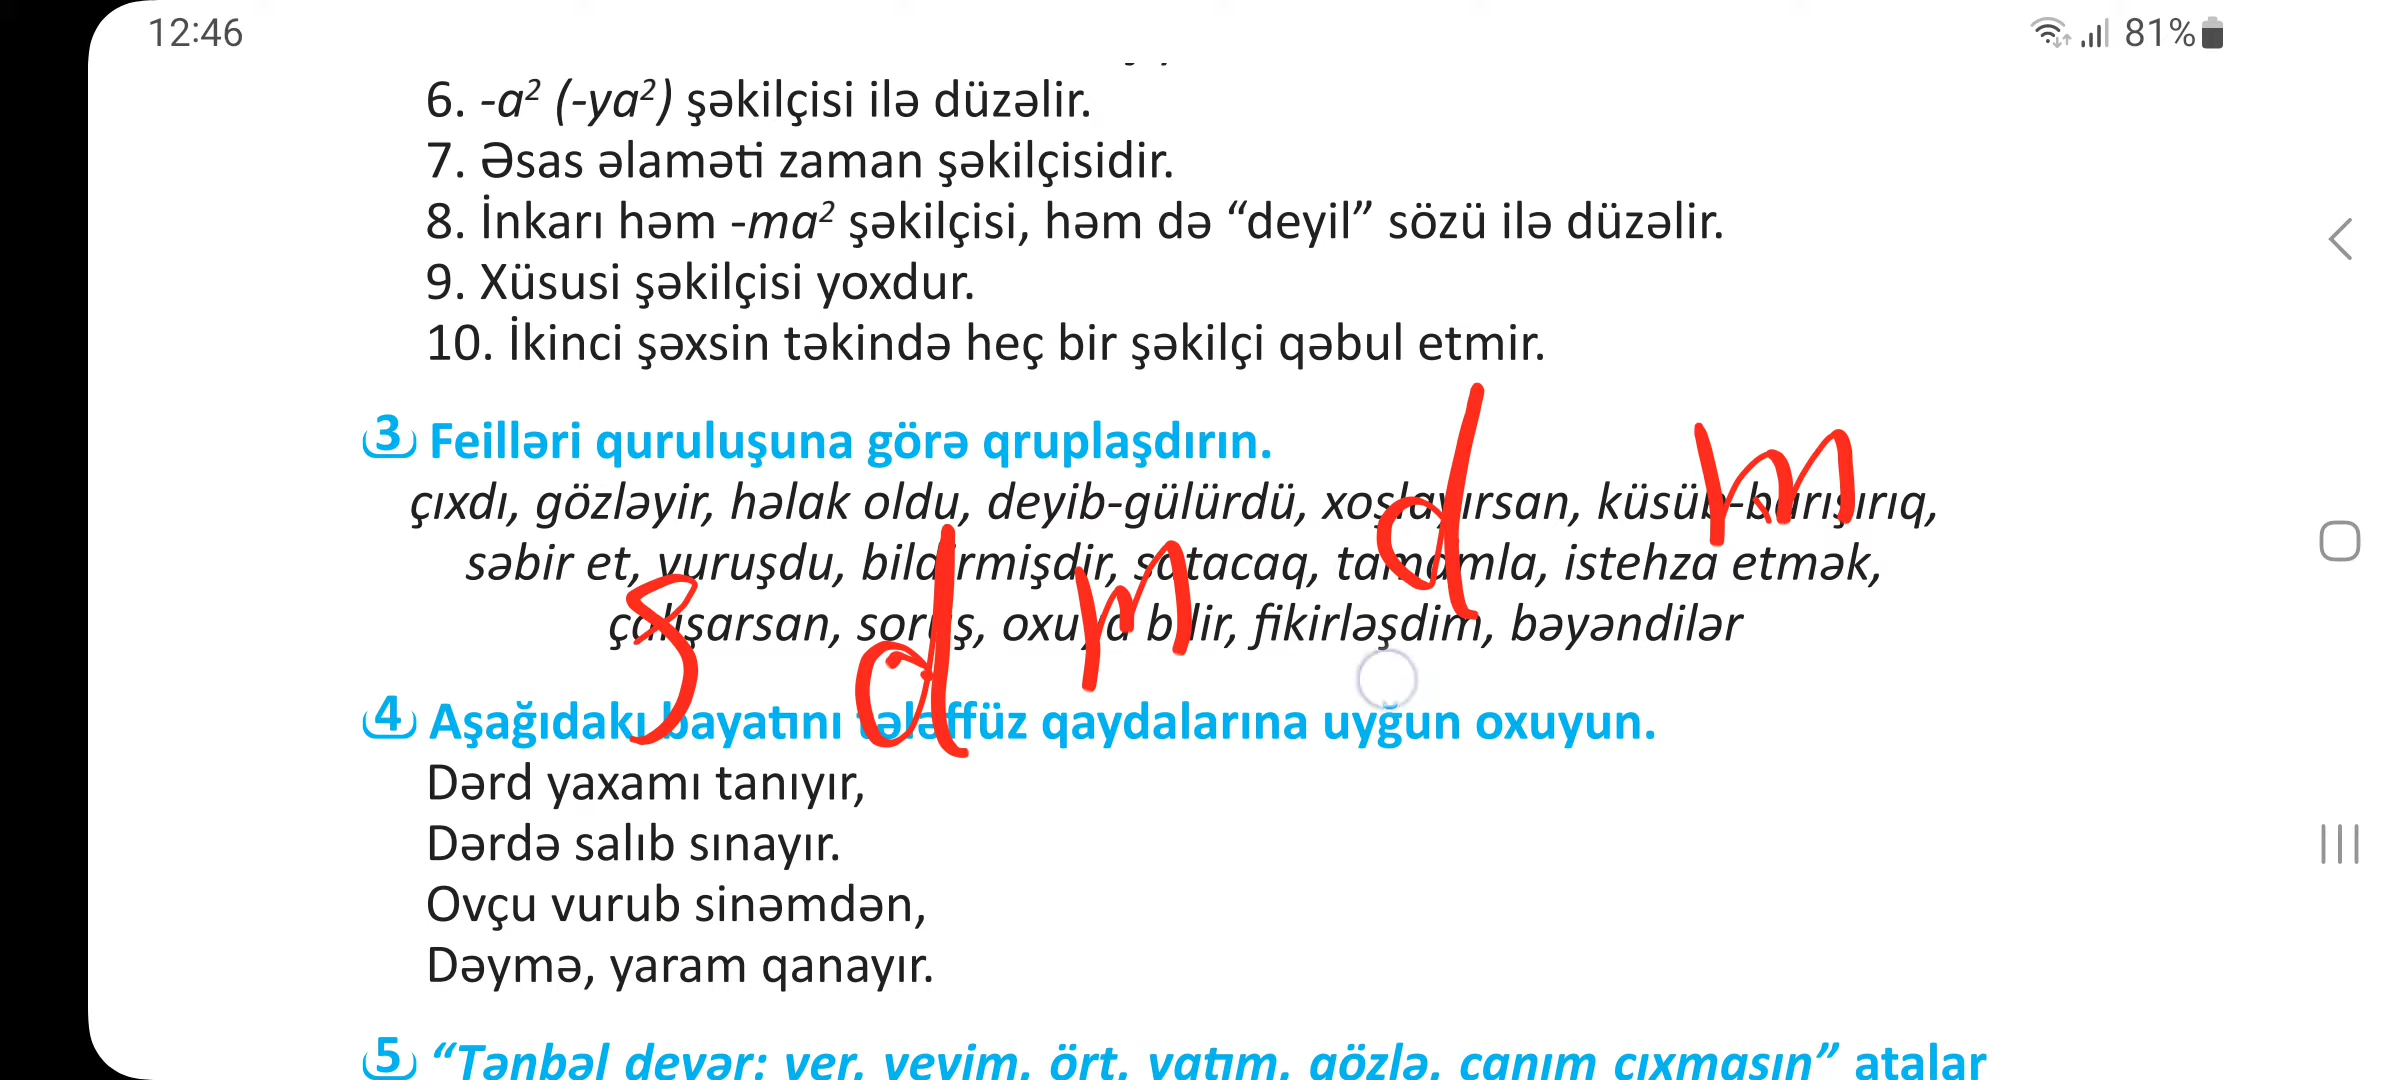 12:46
81%
6. -a² (-ya²) şəkilçisi ilə düzəlir.
7. Əsas əlaməti zaman şəkilçisidir.
8. İnkarı həm -ma² şəkilçisi, həm də “deyil” sözü ilə düzəlir.
9. Xüsusi şəkilçisi yoxdur.
10. İkinci şəxsin təkində heç bir şəkilçi qəbul etmir.
3 Feilləri quruluşuna görə qruplaşdırın.
çıxdı, gözləyir, həlak oldu, deyib-gülürdü, xoşlayırsan, küsüb-barışırıq,
səbir et, vuruşdu, bildirmişdir, satacaq, tamamla, istehza etmək,
çalışarsan, soruş, oxuya bilir, fikirləşdim, bəyəndilər
s d m d m
4 Aşağıdakı bayatını tələffüz qaydalarına uyğun oxuyun.
Dərd yaxamı tanıyır,
Dərdə salıb sınayır.
Ovçu vurub sinəmdən,
Dəymə, yaram qanayır.
5 “Tənbəl deyər: ver, yeyim, ört, yatım, gözlə, canım çıxmasın” atalar